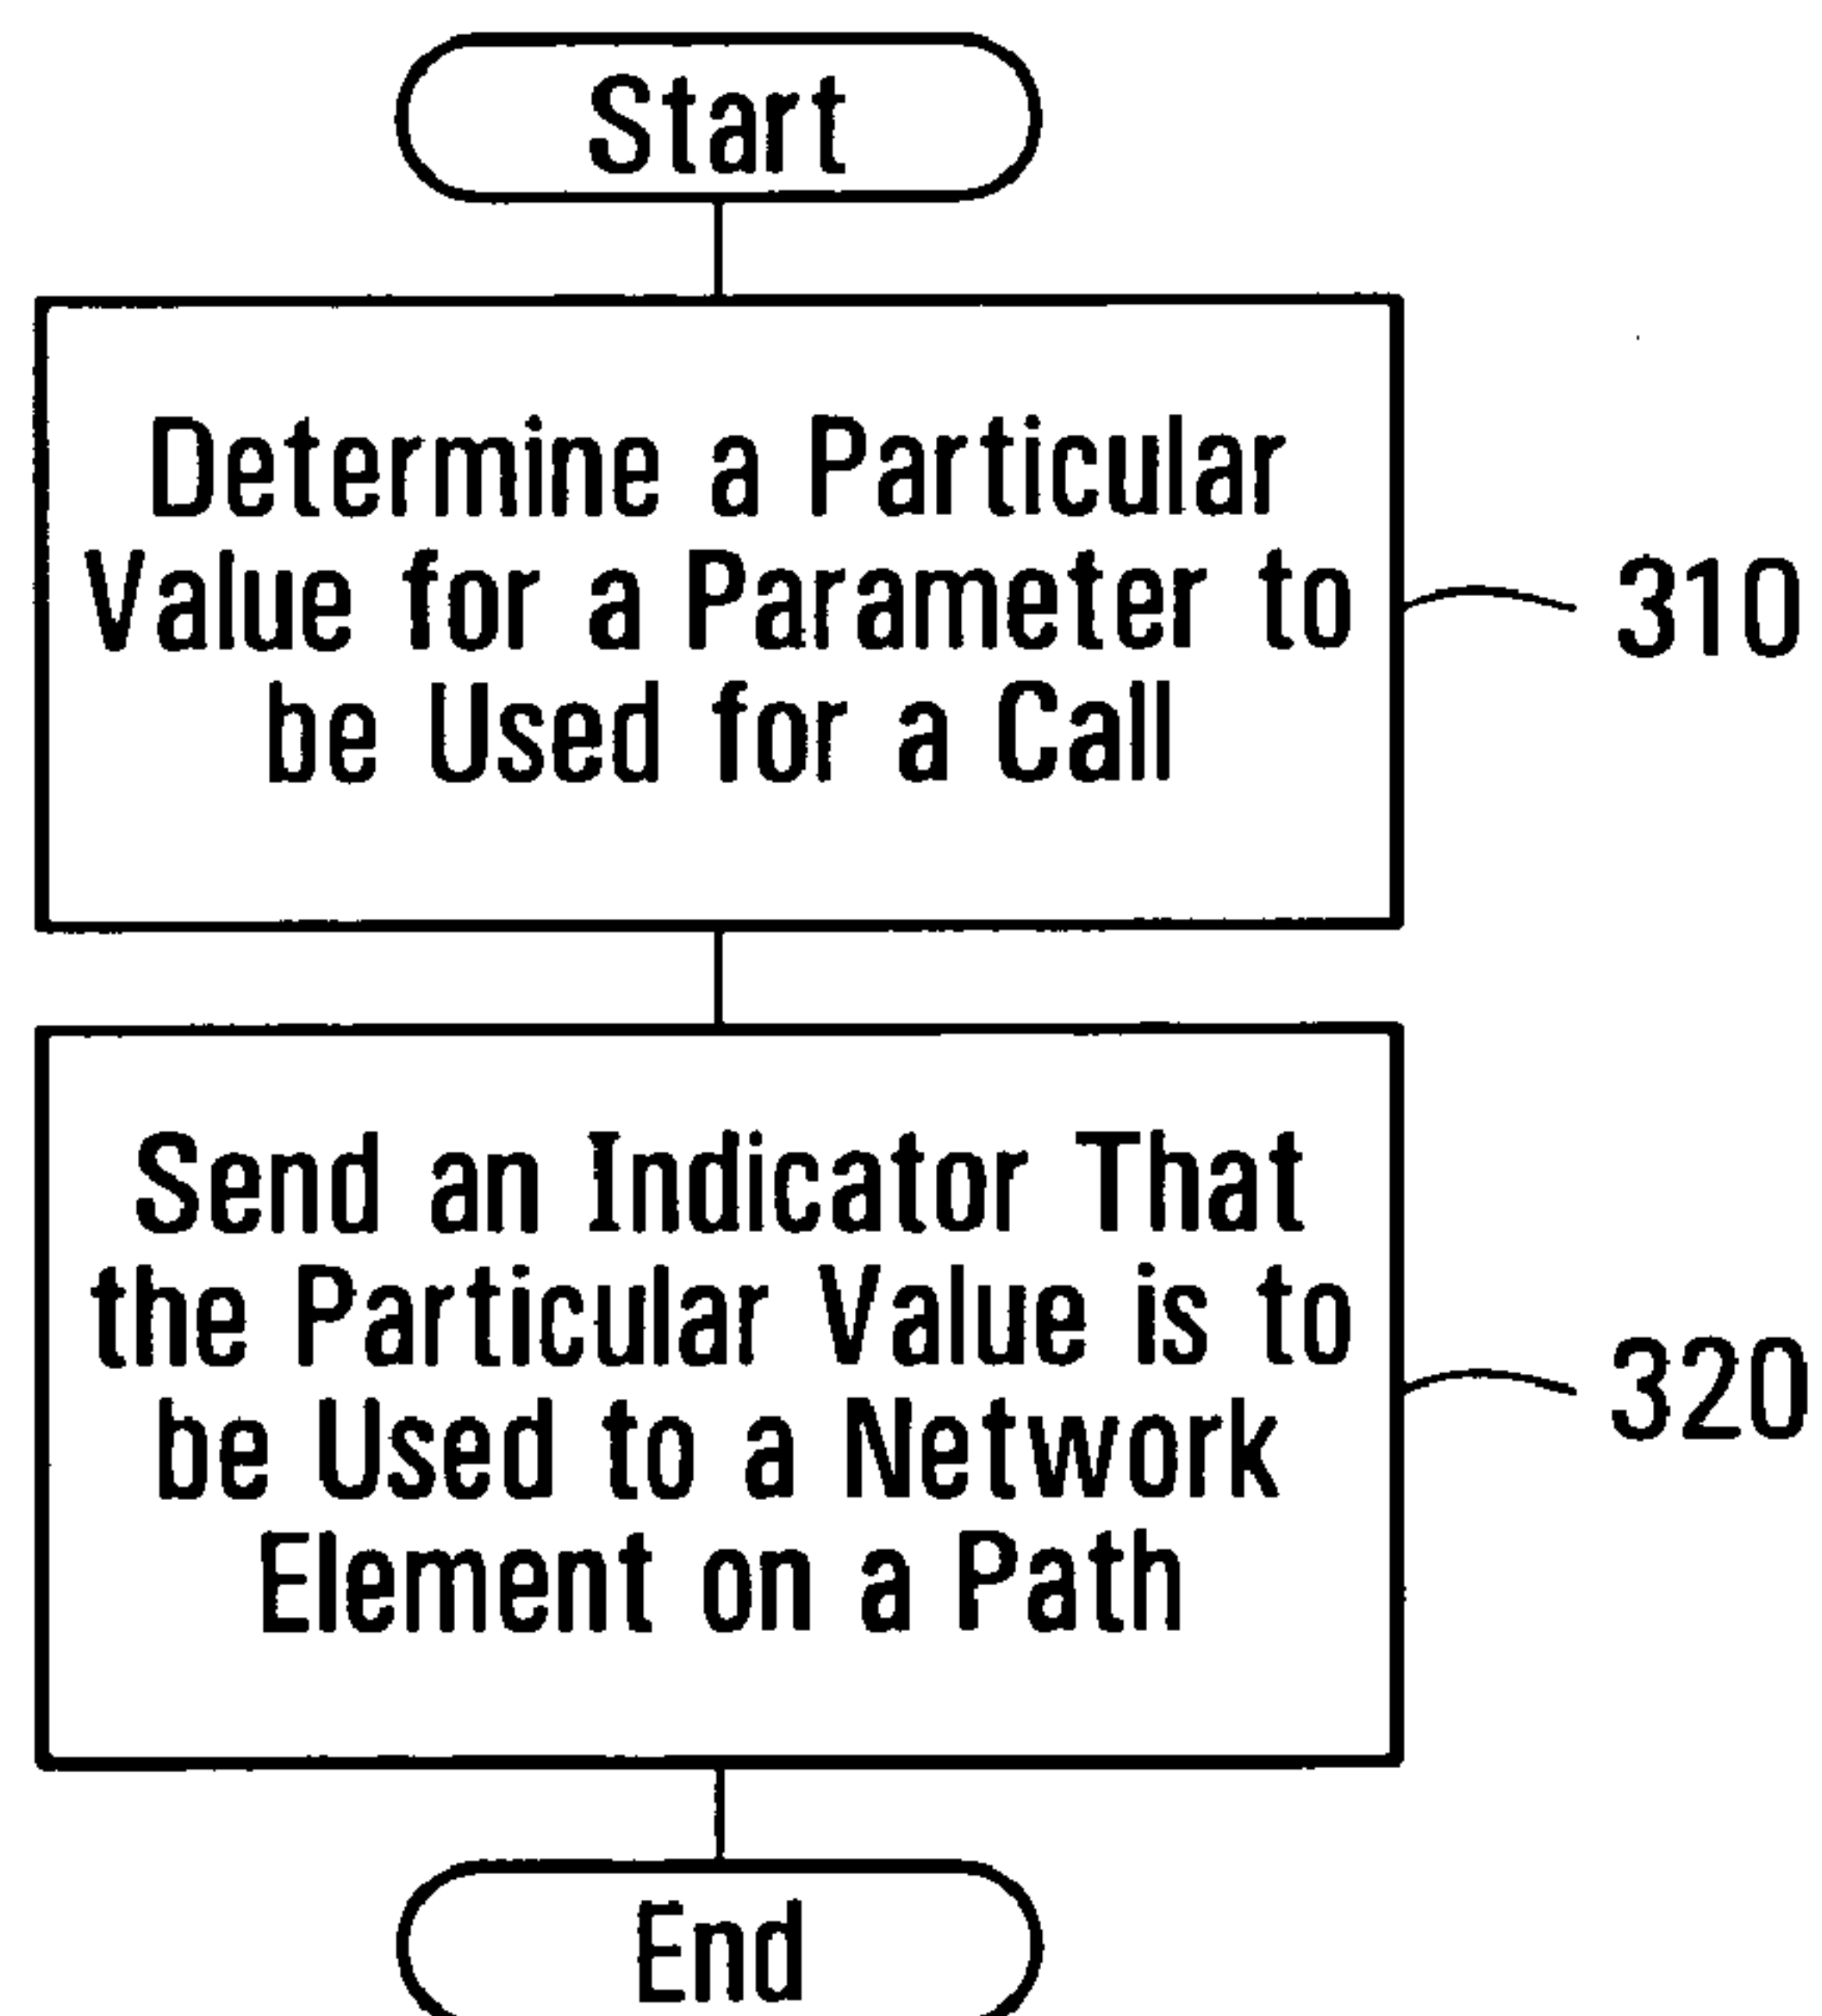 Start
Determine a Particular
Value for a Parameter to
be Used for a Call
310
Send an Indicator That
the Particular Value is to
be Used to a Network
Element on a Path
320
End